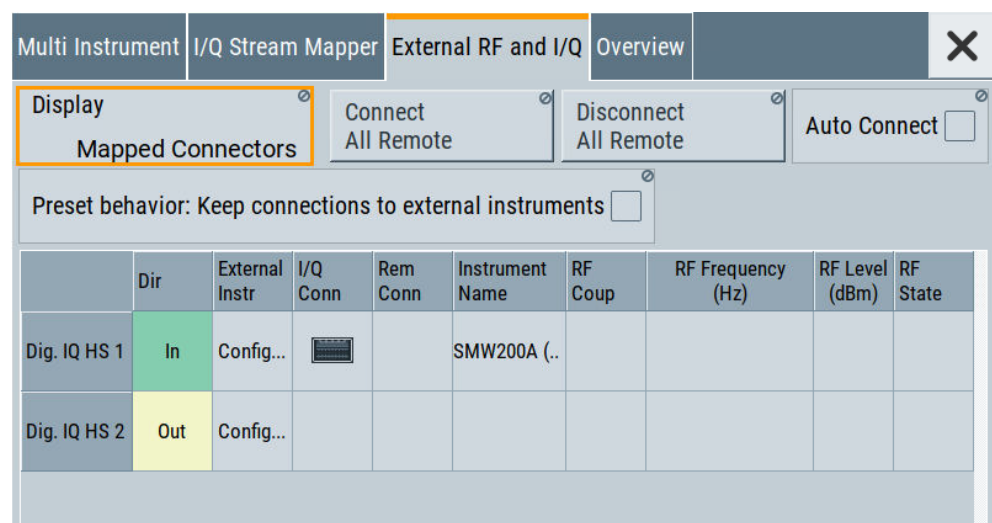 Multi Instrument I/Q Stream Mapper External RF and I/Q Overview
Display
Mapped Connectors
Connect
All Remote
Disconnect
All Remote
Auto Connect
Preset behavior: Keep connections to external instruments
Dir
External
Instr
I/Q
Conn
Rem
Conn
Instrument
Name
RF
Coup
RF Frequency
(Hz)
RF Level
(dBm)
RF
State
Dig. IQ HS 1 In Config... SMW200A (..
Dig. IQ HS 2 Out Config...